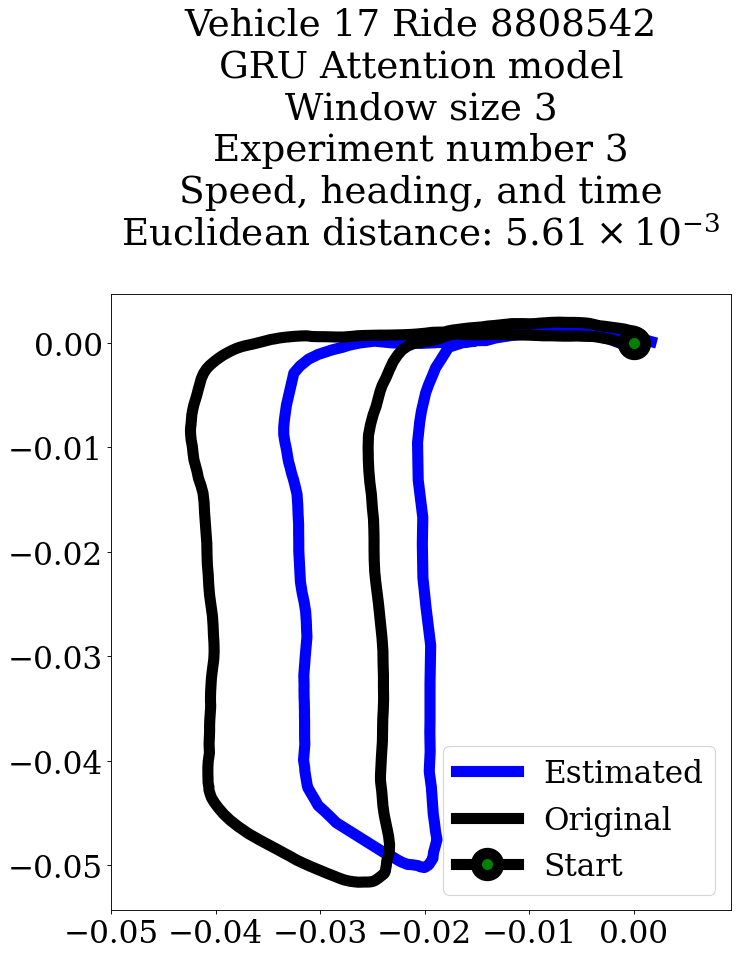 Vehicle 17 Ride 8808542
GRU Attention model
Window size 3
Experiment number 3
Speed, heading, and time
Euclidean distance: 5.61 × 10⁻³
0.00
−0.01
−0.02
−0.03
−0.04
−0.05
Estimated
Original
Start
−0.05 −0.04 −0.03 −0.02 −0.01 0.00